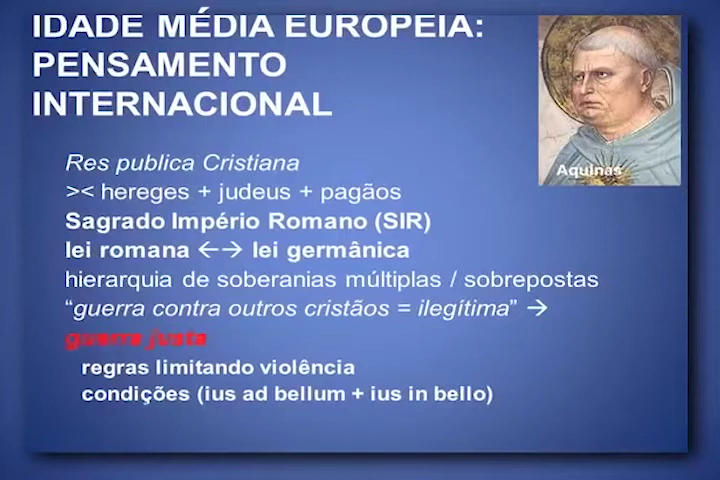 IDADE MÉDIA EUROPEIA:
PENSAMENTO
INTERNACIONAL
Aquinas
Res publica Cristiana
>< hereges + judeus + pagãos
Sagrado Império Romano (SIR)
lei romana ←→ lei germânica
hierarquia de soberanias múltiplas / sobrepostas
“guerra contra outros cristãos = ilegítima” →
guerra justa
regras limitando violência
condições (ius ad bellum + ius in bello)